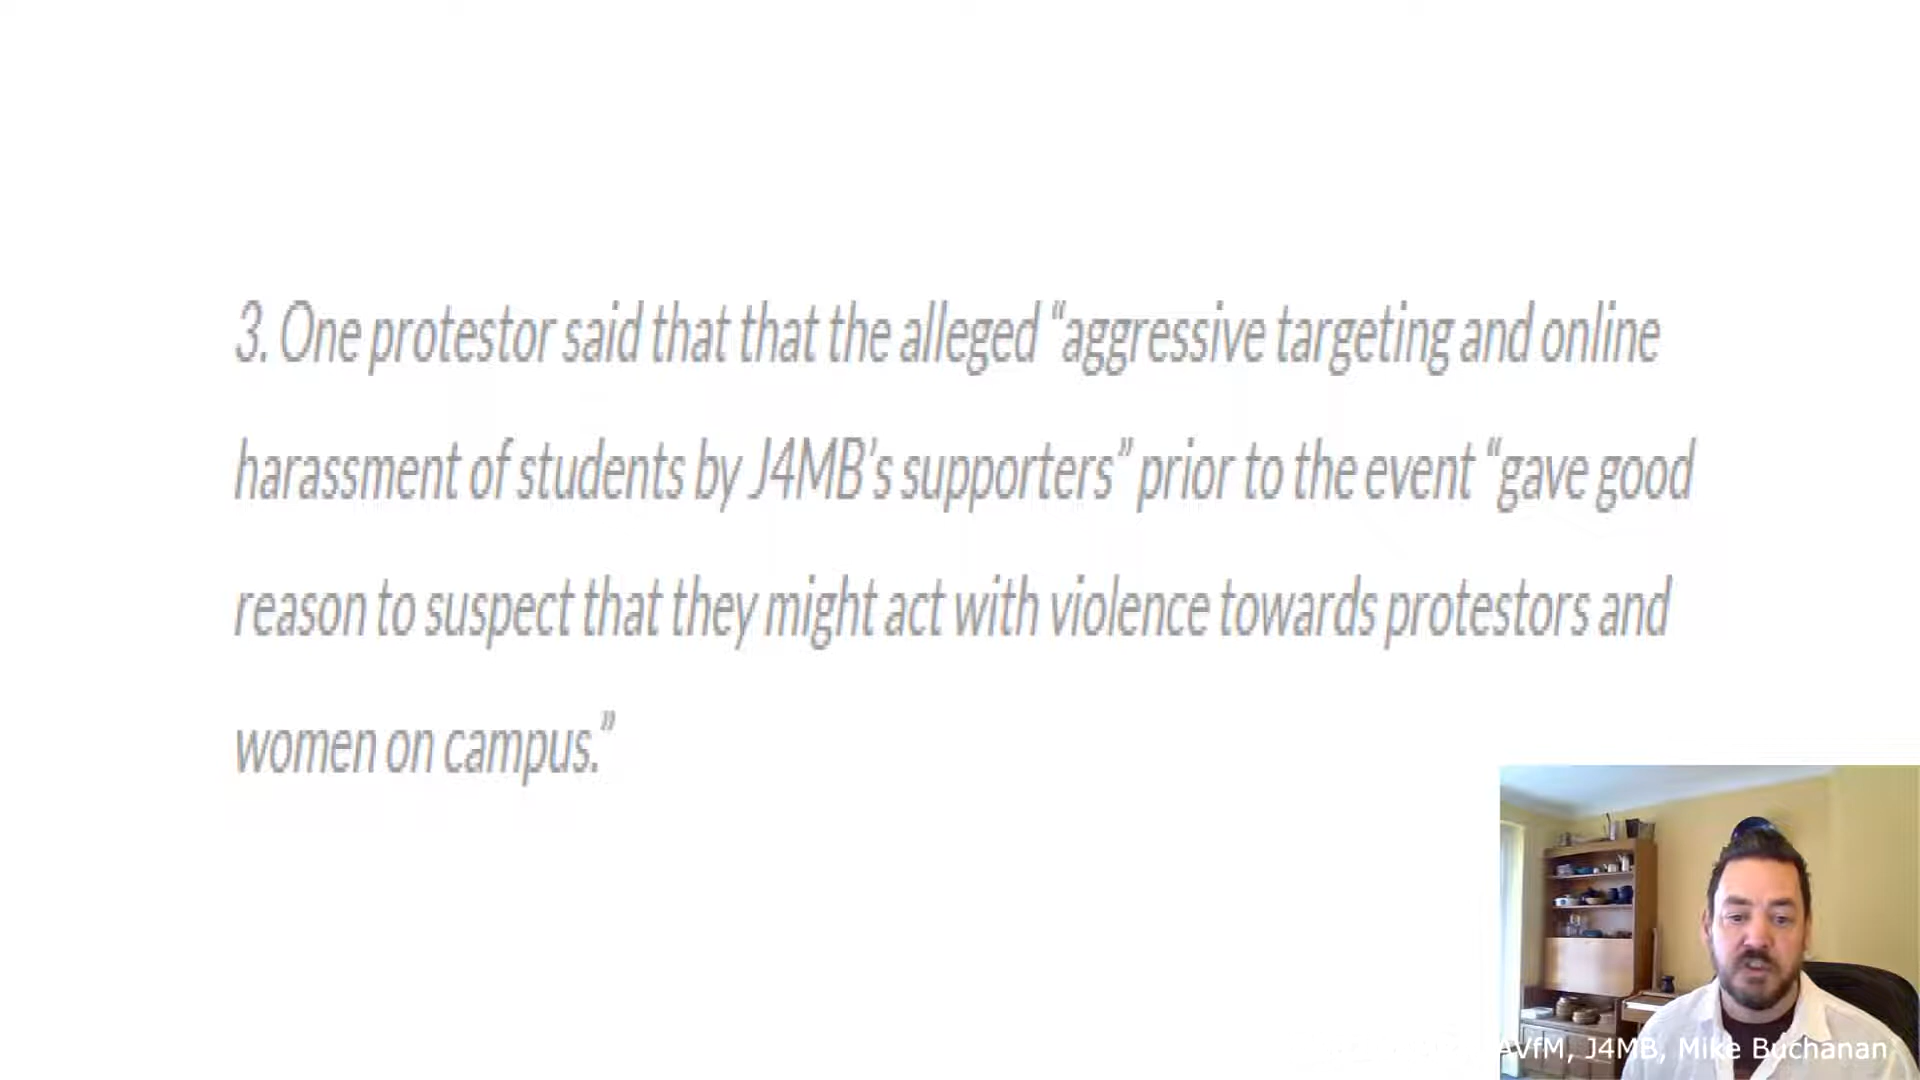 3. One protestor said that that the alleged “aggressive targeting and online
harassment of students by J4MB’s supporters” prior to the event “gave good
reason to suspect that they might act with violence towards protestors and
women on campus.”
AVfM, J4MB, Mike Buchanan